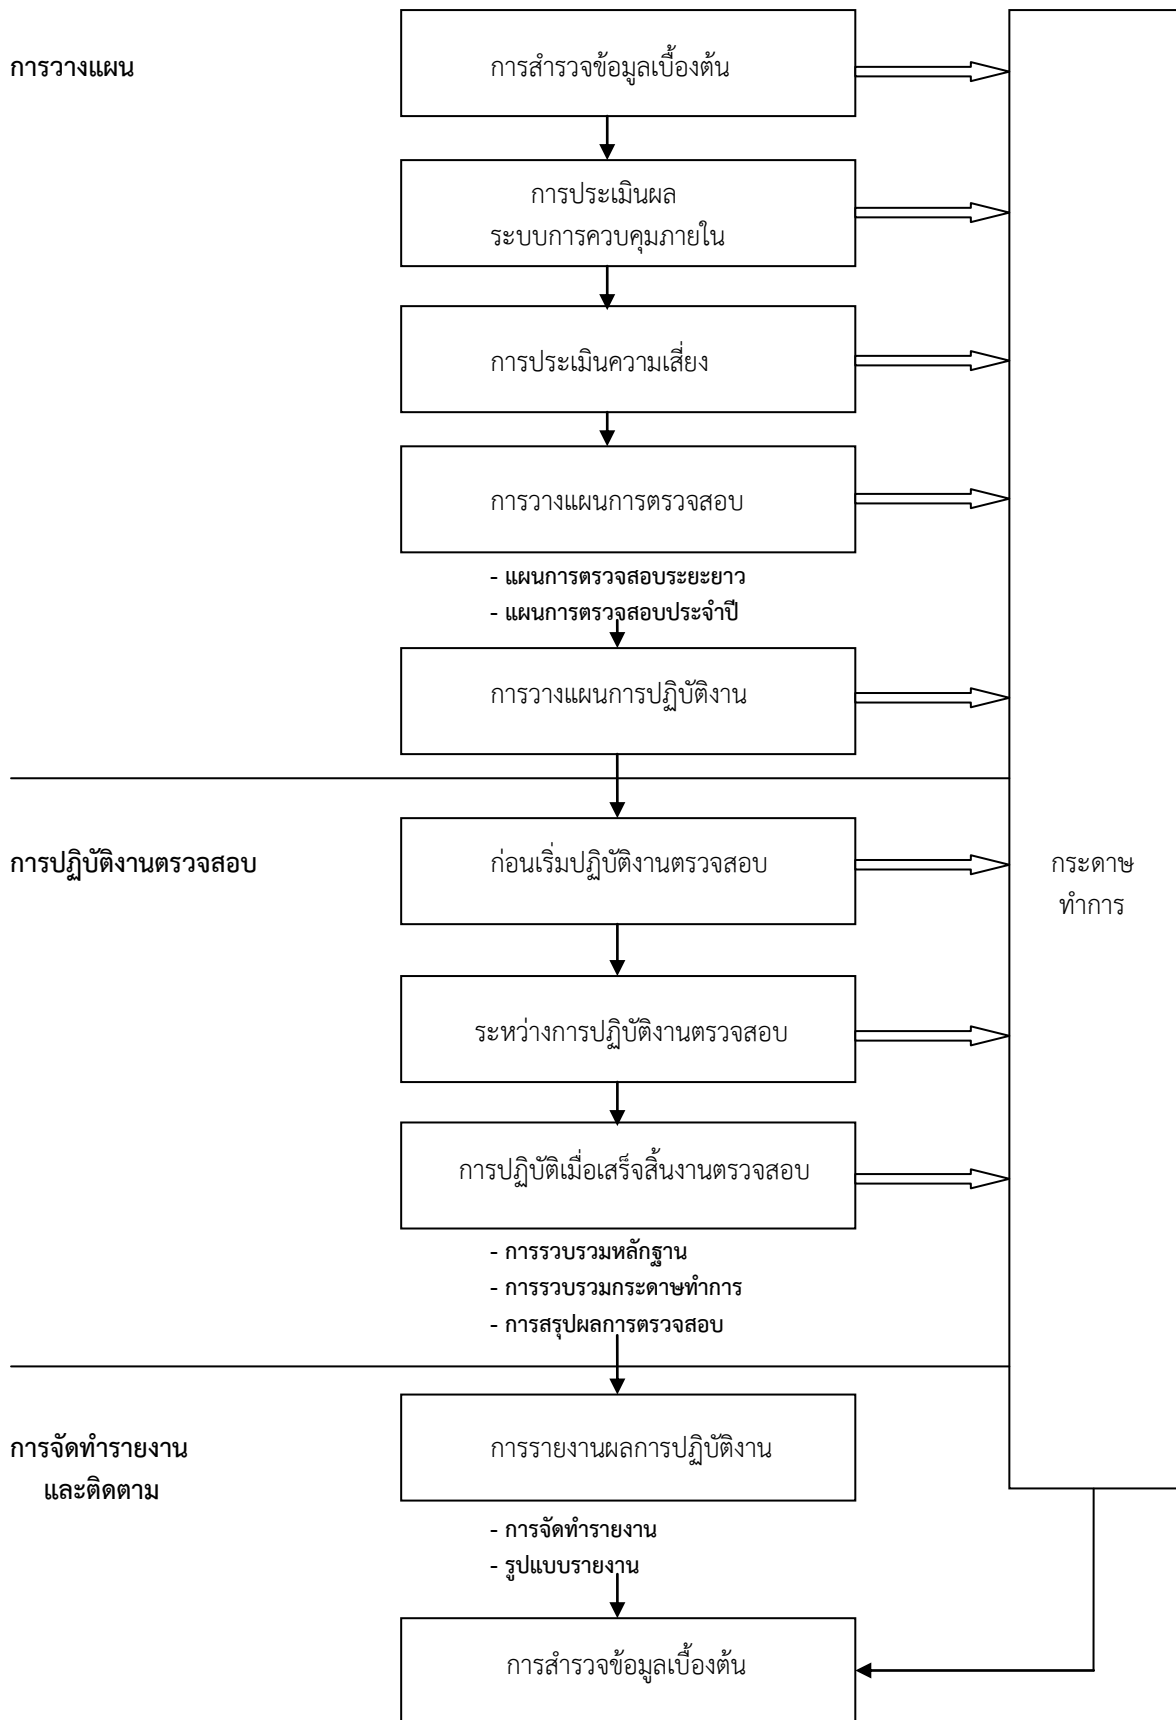 การวางแผน
การสำรวจข้อมูลเบื้องต้น
การประเมินผล
ระบบการควบคุมภายใน
การประเมินความเสี่ยง
การวางแผนการตรวจสอบ
- แผนการตรวจสอบระยะยาว
- แผนการตรวจสอบประจำปี
การวางแผนการปฏิบัติงาน
การปฏิบัติงานตรวจสอบ
ก่อนเริ่มปฏิบัติงานตรวจสอบ
กระดาษ
ทำการ
ระหว่างการปฏิบัติงานตรวจสอบ
การปฏิบัติเมื่อเสร็จสิ้นงานตรวจสอบ
- การรวบรวมหลักฐาน
- การรวบรวมกระดาษทำการ
- การสรุปผลการตรวจสอบ
การจัดทำรายงาน
และติดตาม
การรายงานผลการปฏิบัติงาน
- การจัดทำรายงาน
- รูปแบบรายงาน
การสำรวจข้อมูลเบื้องต้น